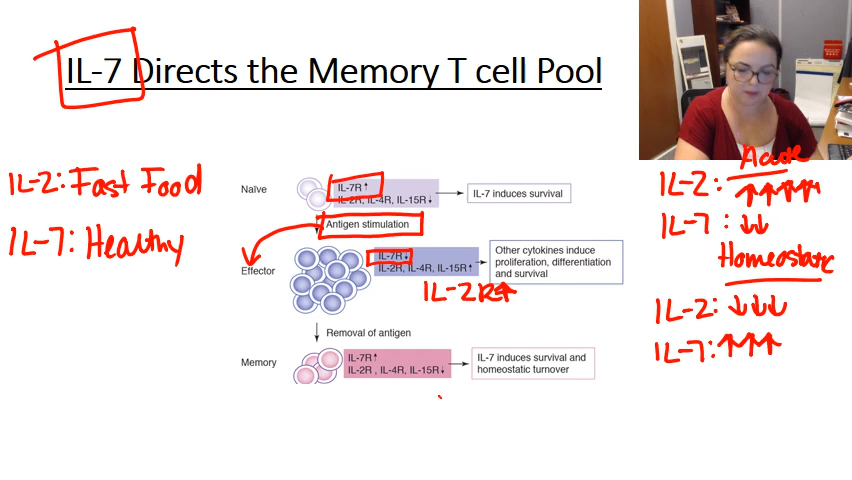 IL-7 Directs the Memory T cell Pool
IL-2: Fast Food
IL-7: Healthy
Naïve
IL-7R↑
IL-2R, IL-4R, IL-15R↓
IL-7 induces survival
Antigen stimulation
Effector
IL-7R↓
IL-2R, IL-4R, IL-15R↑
Other cytokines induce
proliferation, differentiation
and survival
IL-2R↑
Removal of antigen
Memory
IL-7R↑
IL-2R , IL-4R, IL-15R↓
IL-7 induces survival and
homeostatic turnover
Acute
IL-2: ↑↑↑↑↑
IL-7: ↓↓
Homeostatic
IL-2: ↓↓↓
IL-7: ↑↑↑